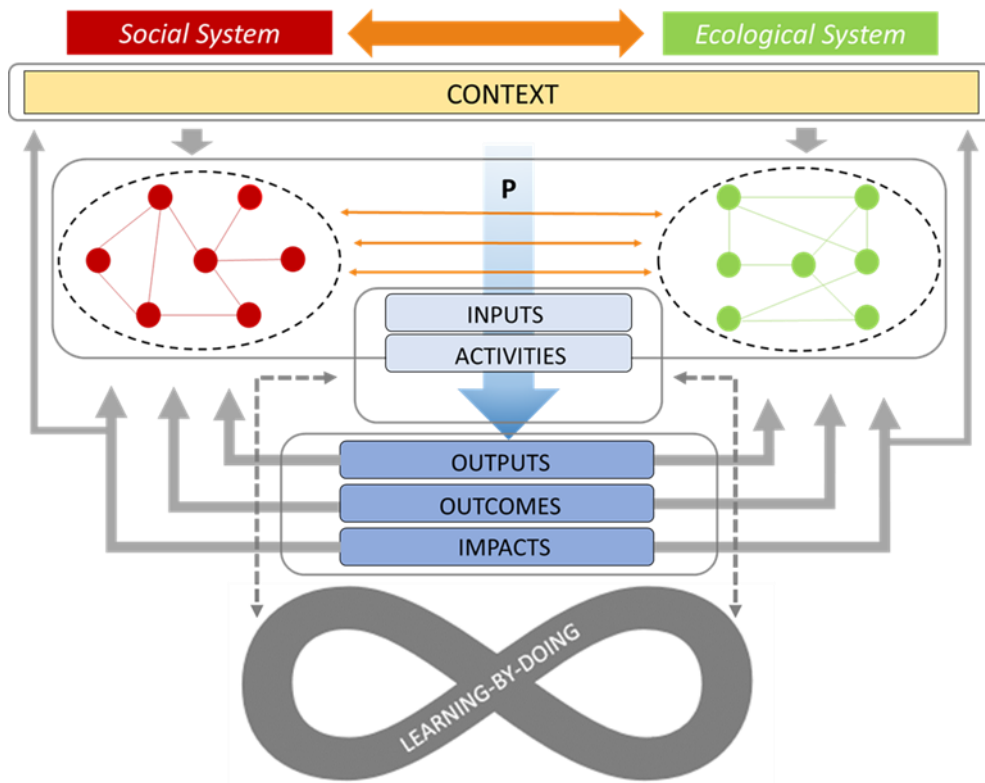 Social System
Ecological System
CONTEXT
P
INPUTS
ACTIVITIES
OUTPUTS
OUTCOMES
IMPACTS
LEARNING-BY-DOING